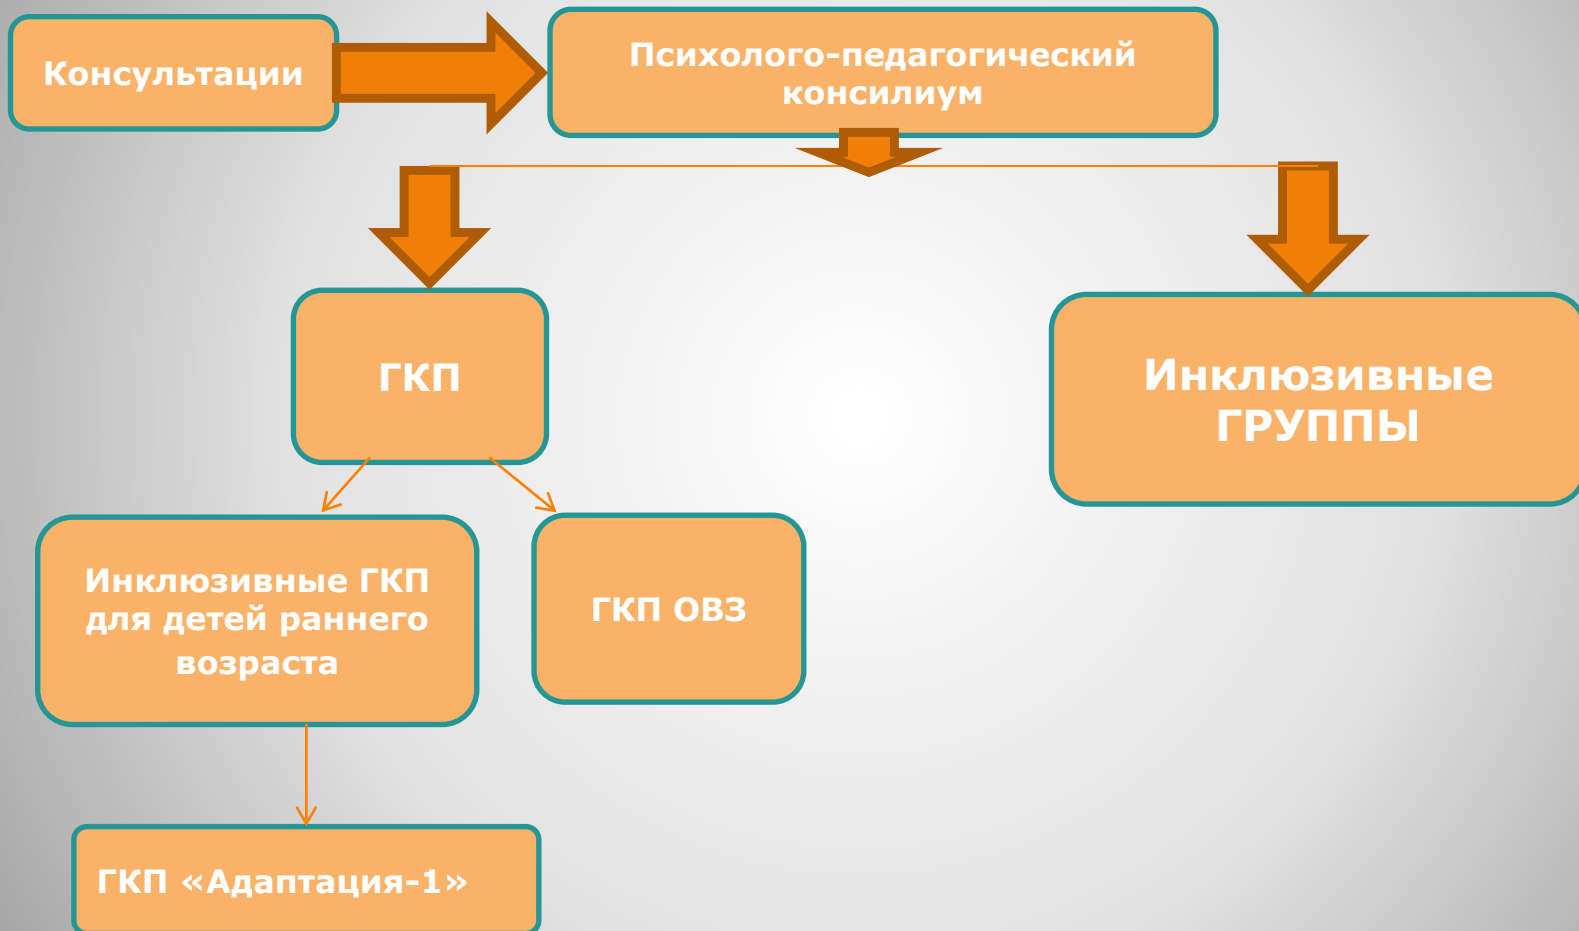 Консультации
Психолого-педагогический
консилиум
ГКП
Инклюзивные
ГРУППЫ
Инклюзивные ГКП
для детей раннего
возраста
ГКП ОВЗ
ГКП «Адаптация-1»